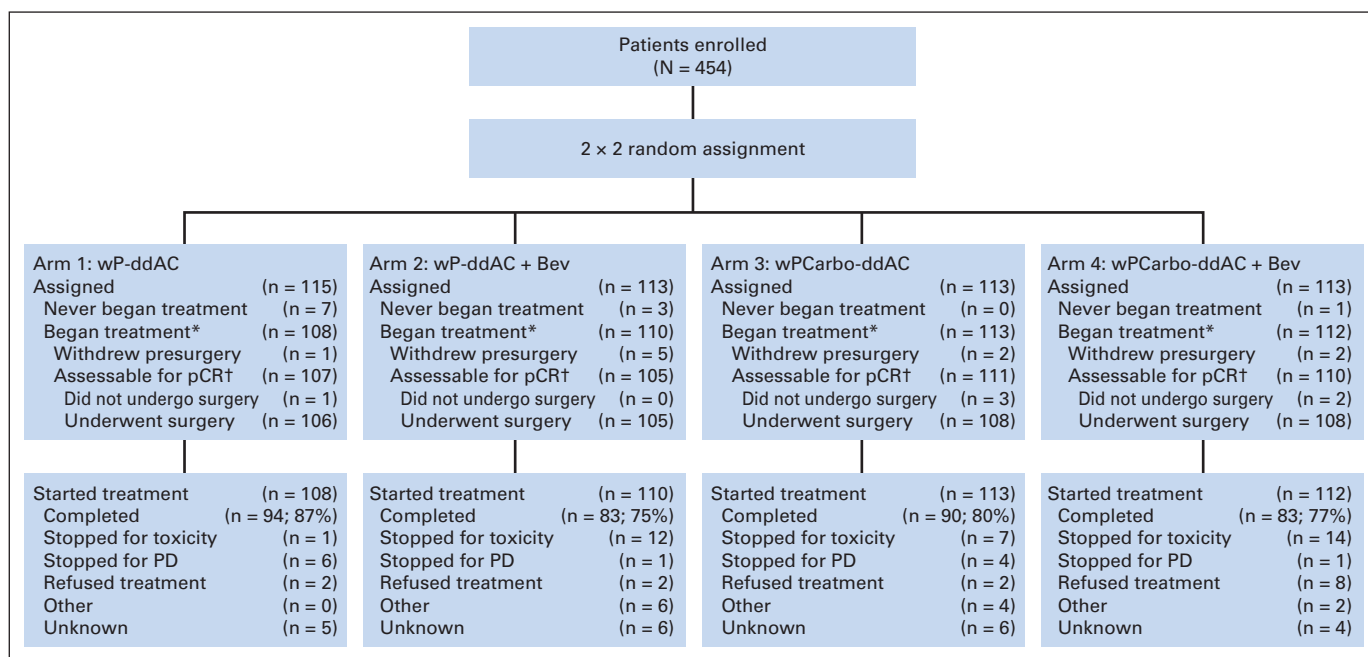 Patients enrolled
(N = 454)
2 × 2 random assignment
Arm 1: wP-ddAC
Assigned (n = 115)
Never began treatment (n = 7)
Began treatment* (n = 108)
Withdrew presurgery (n = 1)
Assessable for pCR† (n = 107)
Did not undergo surgery (n = 1)
Underwent surgery (n = 106)
Arm 2: wP-ddAC + Bev
Assigned (n = 113)
Never began treatment (n = 3)
Began treatment* (n = 110)
Withdrew presurgery (n = 5)
Assessable for pCR† (n = 105)
Did not undergo surgery (n = 0)
Underwent surgery (n = 105)
Arm 3: wPCarbo-ddAC
Assigned (n = 113)
Never began treatment (n = 0)
Began treatment* (n = 113)
Withdrew presurgery (n = 2)
Assessable for pCR† (n = 111)
Did not undergo surgery (n = 3)
Underwent surgery (n = 108)
Arm 4: wPCarbo-ddAC + Bev
Assigned (n = 113)
Never began treatment (n = 1)
Began treatment* (n = 112)
Withdrew presurgery (n = 2)
Assessable for pCR† (n = 110)
Did not undergo surgery (n = 2)
Underwent surgery (n = 108)
Started treatment (n = 108)
Completed (n = 94; 87%)
Stopped for toxicity (n = 1)
Stopped for PD (n = 6)
Refused treatment (n = 2)
Other (n = 0)
Unknown (n = 5)
Started treatment (n = 110)
Completed (n = 83; 75%)
Stopped for toxicity (n = 12)
Stopped for PD (n = 1)
Refused treatment (n = 2)
Other (n = 6)
Unknown (n = 6)
Started treatment (n = 113)
Completed (n = 90; 80%)
Stopped for toxicity (n = 7)
Stopped for PD (n = 4)
Refused treatment (n = 2)
Other (n = 4)
Unknown (n = 6)
Started treatment (n = 112)
Completed (n = 83; 77%)
Stopped for toxicity (n = 14)
Stopped for PD (n = 1)
Refused treatment (n = 8)
Other (n = 2)
Unknown (n = 4)